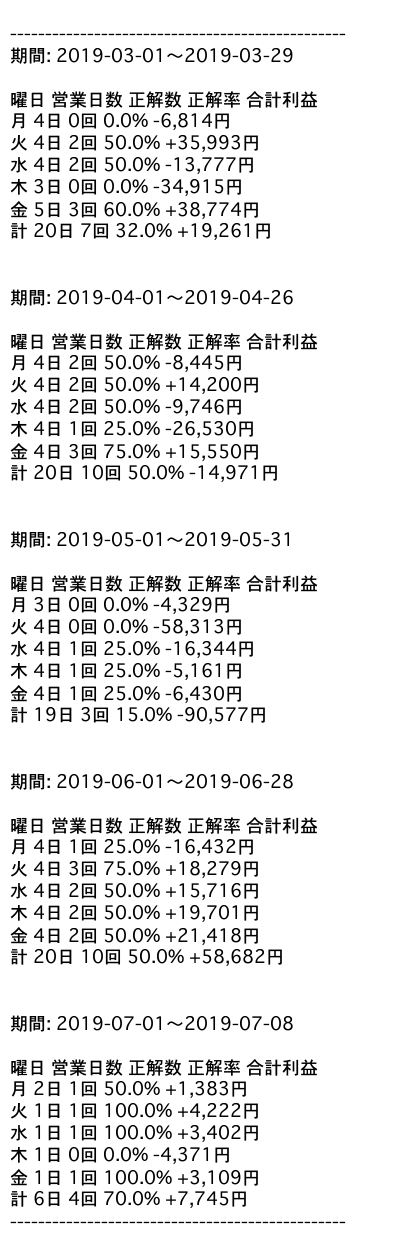 ------------------------------------------------
期間: 2019-03-01〜2019-03-29
曜日 営業日数 正解数 正解率 合計利益
月 4日 0回 0.0% -6,814円
火 4日 2回 50.0% +35,993円
水 4日 2回 50.0% -13,777円
木 3日 0回 0.0% -34,915円
金 5日 3回 60.0% +38,774円
計 20日 7回 32.0% +19,261円
期間: 2019-04-01〜2019-04-26
曜日 営業日数 正解数 正解率 合計利益
月 4日 2回 50.0% -8,445円
火 4日 2回 50.0% +14,200円
水 4日 2回 50.0% -9,746円
木 4日 1回 25.0% -26,530円
金 4日 3回 75.0% +15,550円
計 20日 10回 50.0% -14,971円
期間: 2019-05-01〜2019-05-31
曜日 営業日数 正解数 正解率 合計利益
月 3日 0回 0.0% -4,329円
火 4日 0回 0.0% -58,313円
水 4日 1回 25.0% -16,344円
木 4日 1回 25.0% -5,161円
金 4日 1回 25.0% -6,430円
計 19日 3回 15.0% -90,577円
期間: 2019-06-01〜2019-06-28
曜日 営業日数 正解数 正解率 合計利益
月 4日 1回 25.0% -16,432円
火 4日 3回 75.0% +18,279円
水 4日 2回 50.0% +15,716円
木 4日 2回 50.0% +19,701円
金 4日 2回 50.0% +21,418円
計 20日 10回 50.0% +58,682円
期間: 2019-07-01〜2019-07-08
曜日 営業日数 正解数 正解率 合計利益
月 2日 1回 50.0% +1,383円
火 1日 1回 100.0% +4,222円
水 1日 1回 100.0% +3,402円
木 1日 0回 0.0% -4,371円
金 1日 1回 100.0% +3,109円
計 6日 4回 70.0% +7,745円
------------------------------------------------